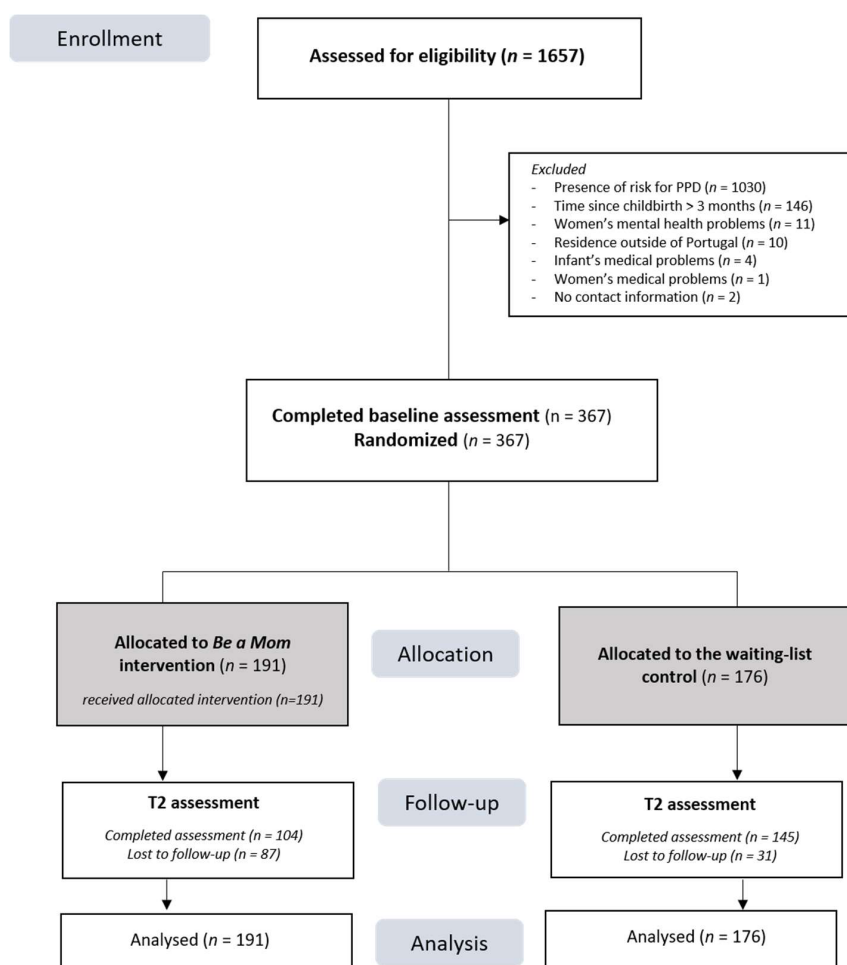 Enrollment
Assessed for eligibility (n = 1657)
Excluded
- Presence of risk for PPD (n = 1030)
- Time since childbirth > 3 months (n = 146)
- Women's mental health problems (n = 11)
- Residence outside of Portugal (n = 10)
- Infant's medical problems (n = 4)
- Women's medical problems (n = 1)
- No contact information (n = 2)
Completed baseline assessment (n = 367)
Randomized (n = 367)
Allocated to Be a Mom
intervention (n = 191)
received allocated intervention (n=191)
Allocation
Allocated to the waiting-list
control (n = 176)
T2 assessment
Completed assessment (n = 104)
Lost to follow-up (n = 87)
Follow-up
T2 assessment
Completed assessment (n = 145)
Lost to follow-up (n = 31)
Analysed (n = 191)
Analysis
Analysed (n = 176)